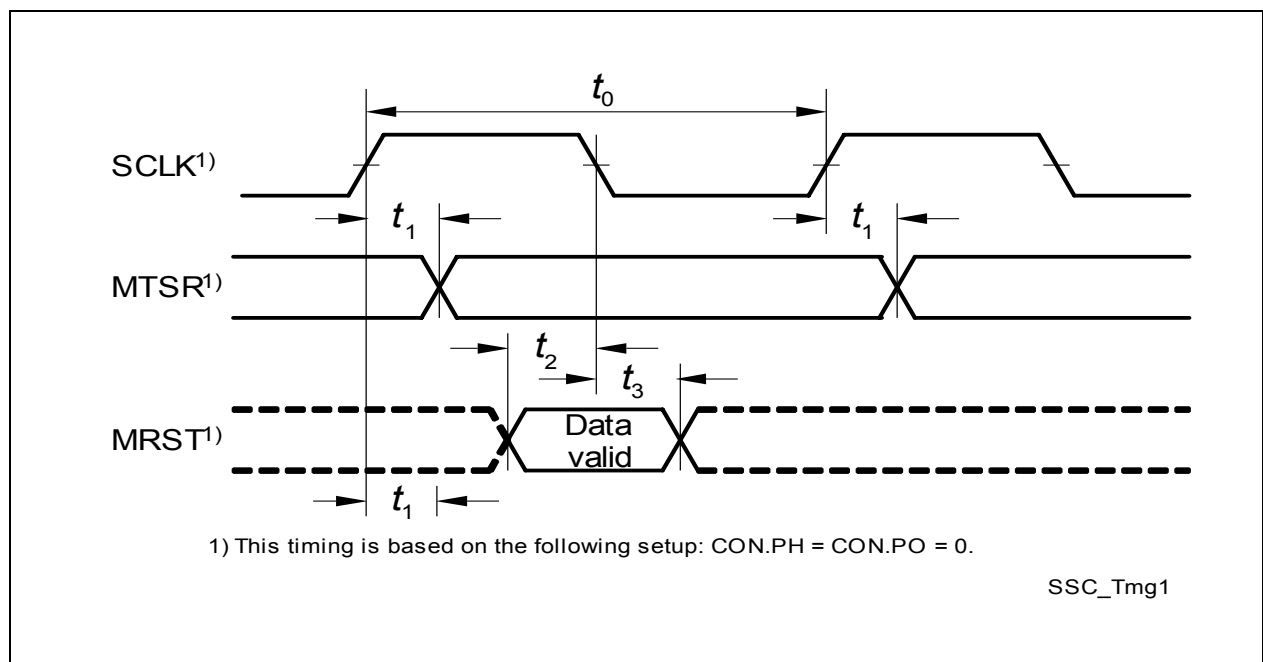 t₀
SCLK¹⁾
t₁ t₁
MTSR¹⁾
t₂
t₃
MRST¹⁾ Data
valid
t₁
1) This timing is based on the following setup: CON.PH = CON.PO = 0.
SSC_Tmg1